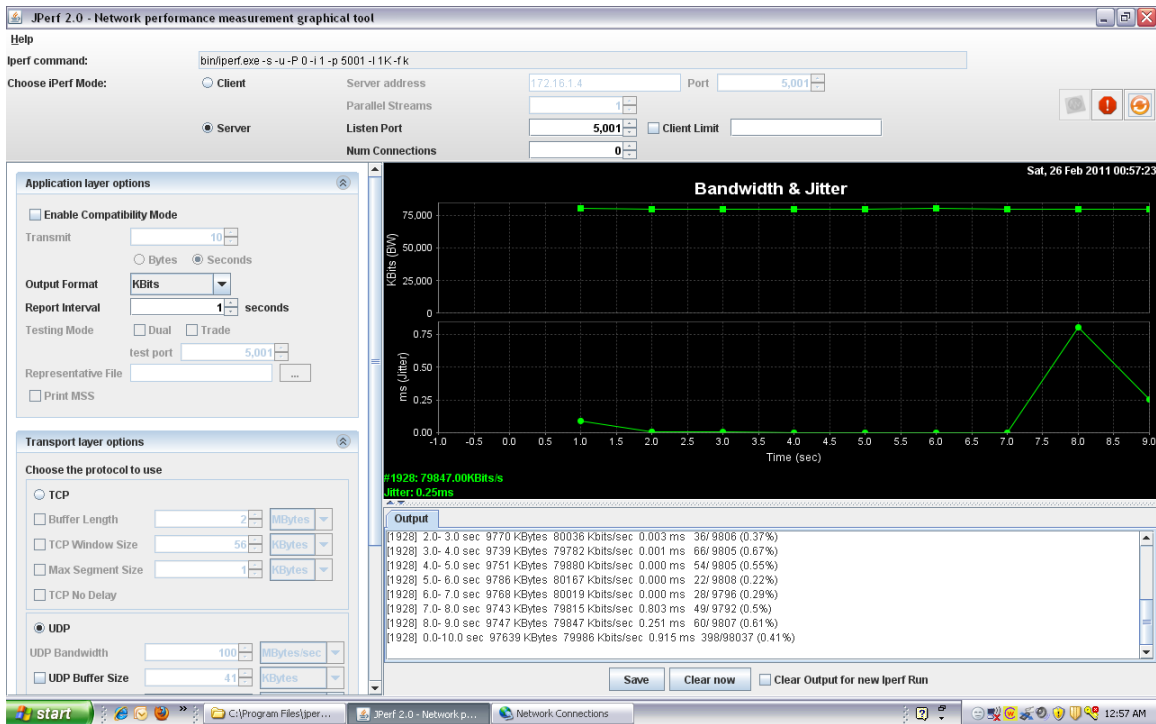 JPerf 2.0 - Network performance measurement graphical tool
Help
Iperf command: bin/iperf.exe -s -u -P 0 -i 1 -p 5001 -l 1K -f k
Choose iPerf Mode: Client Server address 172.16.1.4 Port 5,001
Parallel Streams 1
Server Listen Port 5,001 Client Limit
Num Connections 0
Application layer options
Enable Compatibility Mode
Transmit 10
Bytes Seconds
Output Format KBits
Report Interval 1 seconds
Testing Mode Dual Trade
test port 5,001
Representative File ...
Print MSS
Transport layer options
Choose the protocol to use
TCP
Buffer Length 2 MBytes
TCP Window Size 56 KBytes
Max Segment Size 1 KBytes
TCP No Delay
UDP
UDP Bandwidth 100 MBytes/sec
UDP Buffer Size 41 KBytes
Sat, 26 Feb 2011 00:57:23
Bandwidth & Jitter
KBits (BW)
75,000
50,000
25,000
0
ms (Jitter)
0.75
0.50
0.25
0.00
-1.0 -0.5 0.0 0.5 1.0 1.5 2.0 2.5 3.0 3.5 4.0 4.5 5.0 5.5 6.0 6.5 7.0 7.5 8.0 8.5 9.0
Time (sec)
#1928: 79847.00KBits/s
Jitter: 0.25ms
Output
[1928] 2.0- 3.0 sec 9770 KBytes 80036 Kbits/sec 0.003 ms 36/ 9806 (0.37%)
[1928] 3.0- 4.0 sec 9739 KBytes 79782 Kbits/sec 0.001 ms 66/ 9805 (0.67%)
[1928] 4.0- 5.0 sec 9751 KBytes 79880 Kbits/sec 0.000 ms 54/ 9805 (0.55%)
[1928] 5.0- 6.0 sec 9786 KBytes 80167 Kbits/sec 0.000 ms 22/ 9808 (0.22%)
[1928] 6.0- 7.0 sec 9768 KBytes 80019 Kbits/sec 0.000 ms 28/ 9796 (0.29%)
[1928] 7.0- 8.0 sec 9743 KBytes 79815 Kbits/sec 0.803 ms 49/ 9792 (0.5%)
[1928] 8.0- 9.0 sec 9747 KBytes 79847 Kbits/sec 0.251 ms 60/ 9807 (0.61%)
[1928] 0.0-10.0 sec 97639 KBytes 79986 Kbits/sec 0.915 ms 398/98037 (0.41%)
Save Clear now Clear Output for new Iperf Run
start C:\Program Files\jper... JPerf 2.0 - Network p... Network Connections 12:57 AM